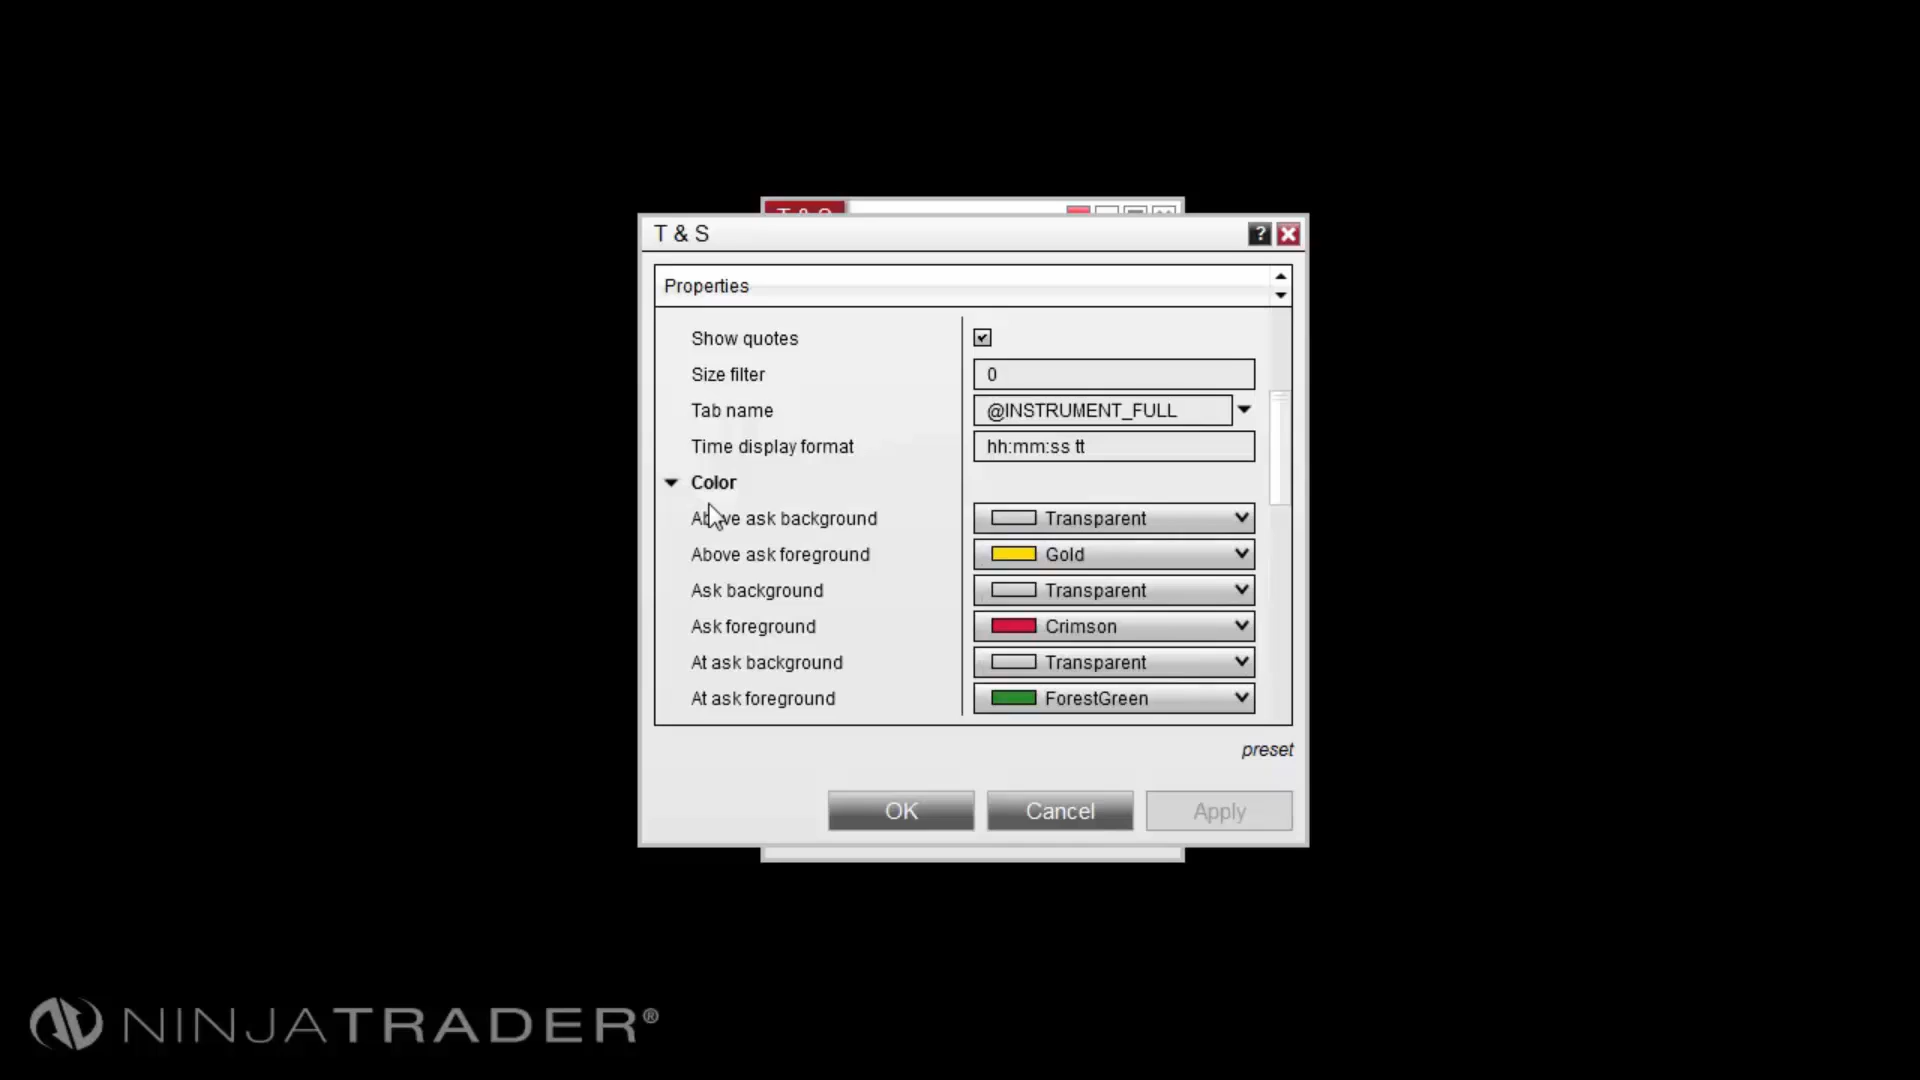 T & S
T & S
Properties
Show quotes
Size filter 0
Tab name @INSTRUMENT_FULL
Time display format hh:mm:ss tt
Color
Above ask background Transparent
Above ask foreground Gold
Ask background Transparent
Ask foreground Crimson
At ask background Transparent
At ask foreground ForestGreen
preset
OK Cancel Apply
NINJATRADER®